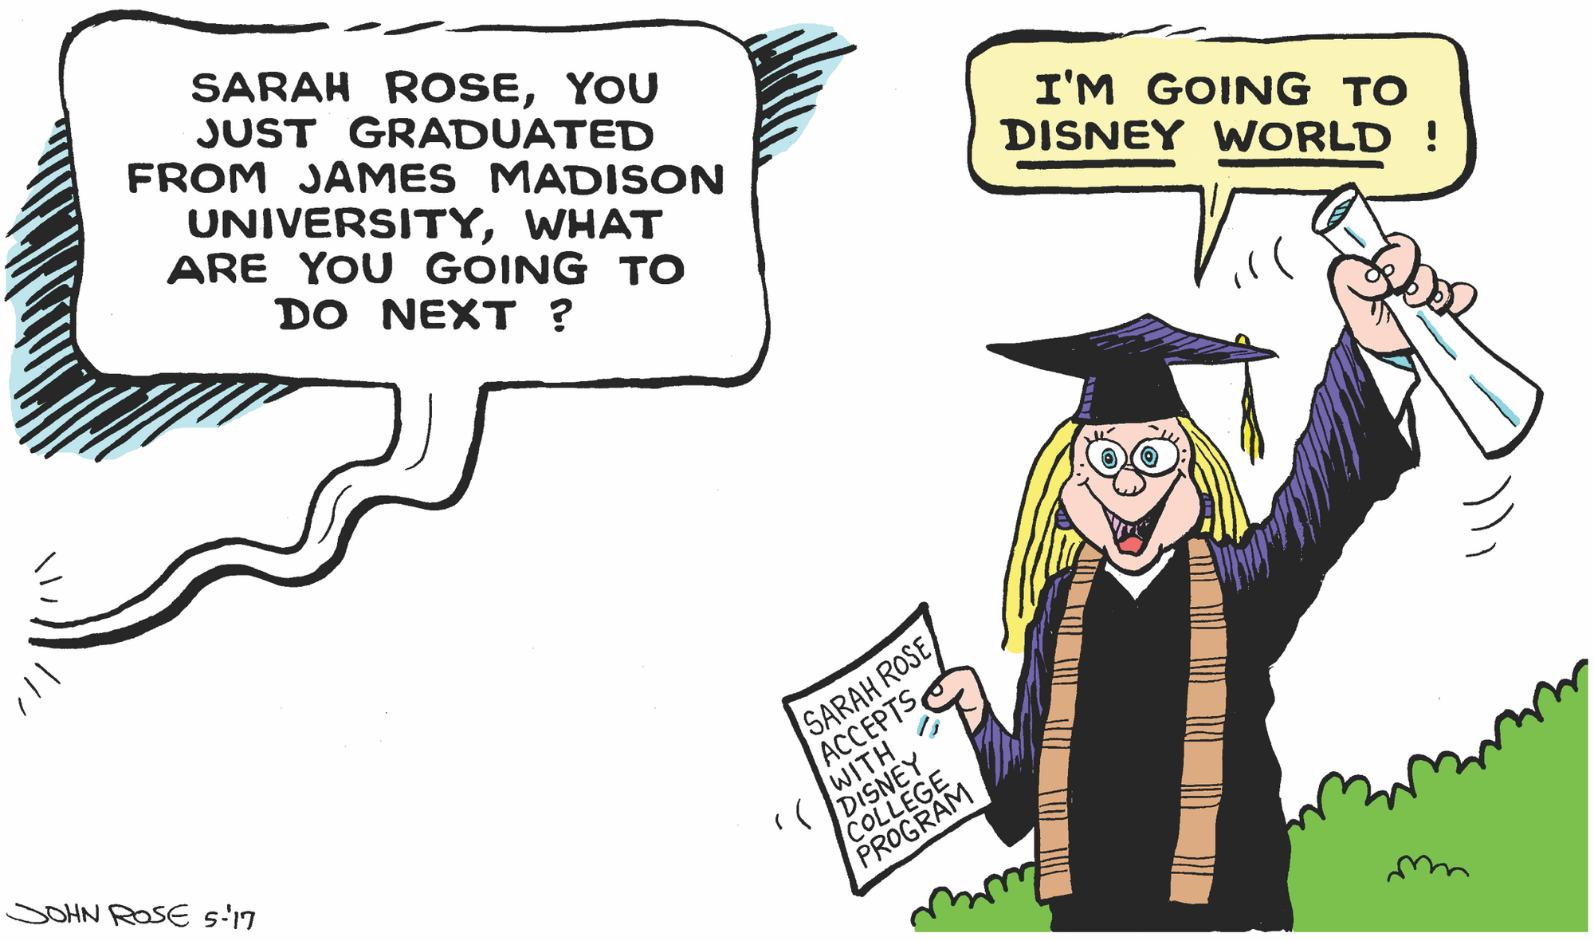 SARAH ROSE, YOU
JUST GRADUATED
FROM JAMES MADISON
UNIVERSITY, WHAT
ARE YOU GOING TO
DO NEXT ?
I'M GOING TO
DISNEY WORLD !
SARAH ROSE
ACCEPTS
WITH
DISNEY
COLLEGE
PROGRAM
JOHN ROSE 5-'17